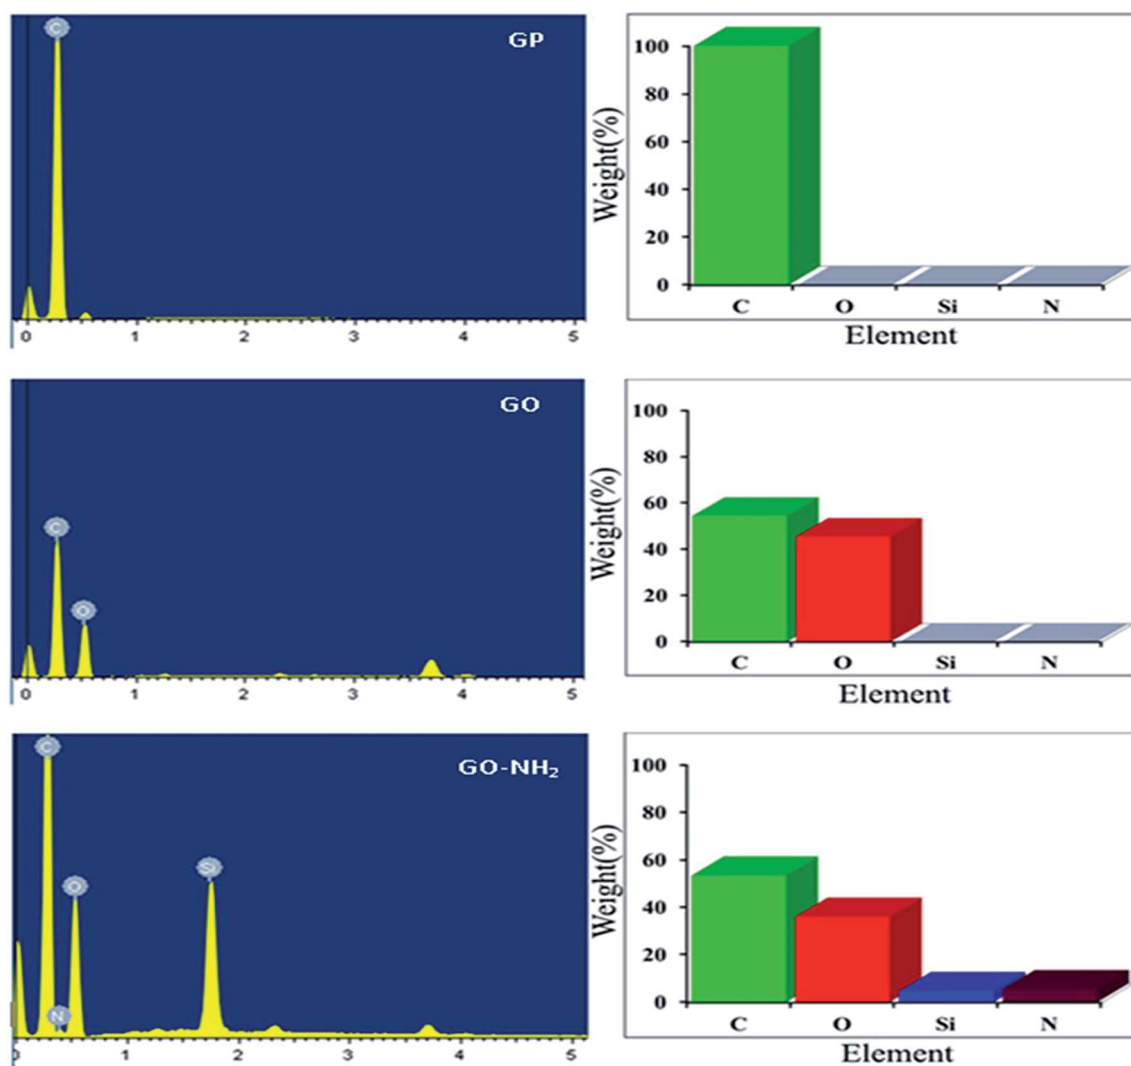 C
GP
0 1 2 3 4 5
Weight(%)
100
80
60
40
20
0
C O Si N
Element
C
O
GO
0 1 2 3 4 5
Weight(%)
100
80
60
40
20
0
C O Si N
Element
C
O
N
Si
GO-NH₂
0 1 2 3 4 5
Weight(%)
100
80
60
40
20
0
C O Si N
Element